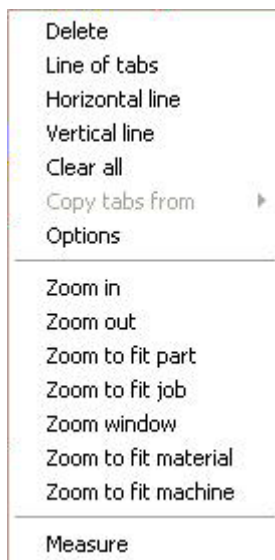 Delete
Line of tabs
Horizontal line
Vertical line
Clear all
Copy tabs from
Options
Zoom in
Zoom out
Zoom to fit part
Zoom to fit job
Zoom window
Zoom to fit material
Zoom to fit machine
Measure